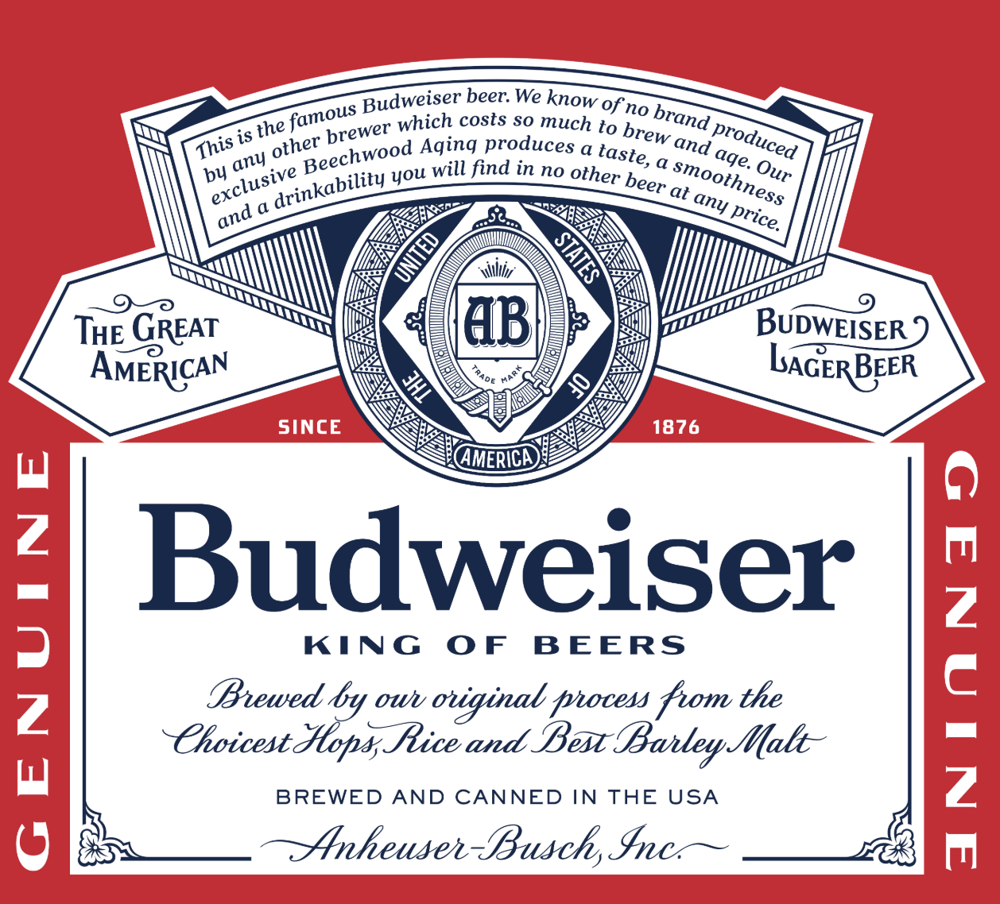 This is the famous Budweiser beer. We know of no brand produced
by any other brewer which costs so much to brew and age. Our
exclusive Beechwood Aging produces a taste, a smoothness
and a drinkability you will find in no other beer at any price.
UNITED STATES
AB
TRADE MARK
THE OF
AMERICA
THE GREAT
AMERICAN
BUDWEISER
LAGER BEER
SINCE 1876
GENUINE
GENUINE
Budweiser
KING OF BEERS
Brewed by our original process from the
Choicest Hops, Rice and Best Barley Malt
BREWED AND CANNED IN THE USA
Anheuser-Busch, Inc.